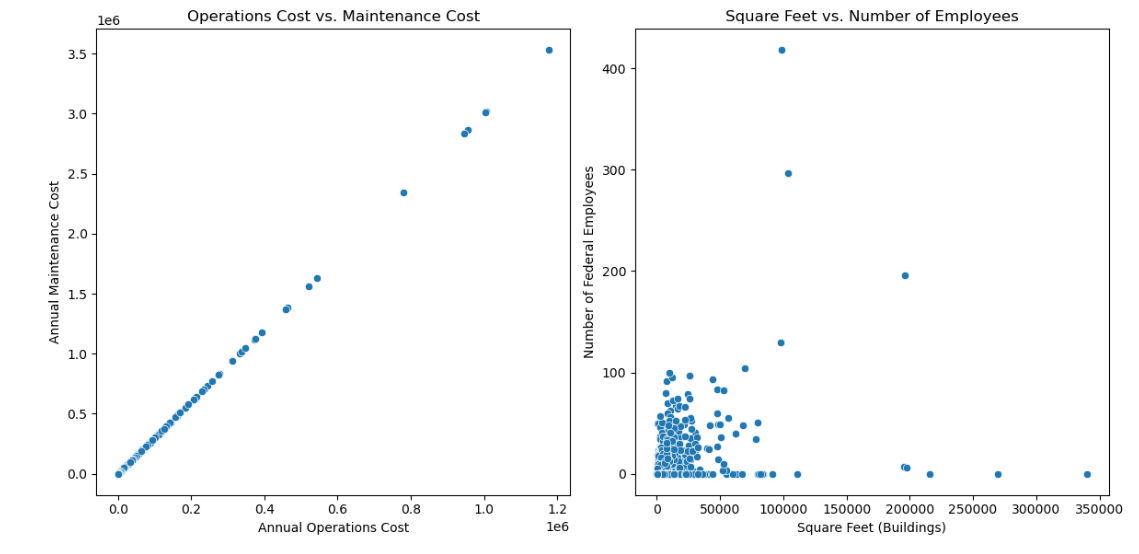 Operations Cost vs. Maintenance Cost
1e6
3.5
3.0
2.5
2.0
1.5
1.0
0.5
0.0
Annual Maintenance Cost
0.0 0.2 0.4 0.6 0.8 1.0 1.2
1e6
Annual Operations Cost
Square Feet vs. Number of Employees
400
300
200
100
0
Number of Federal Employees
0 50000 100000 150000 200000 250000 300000 350000
Square Feet (Buildings)